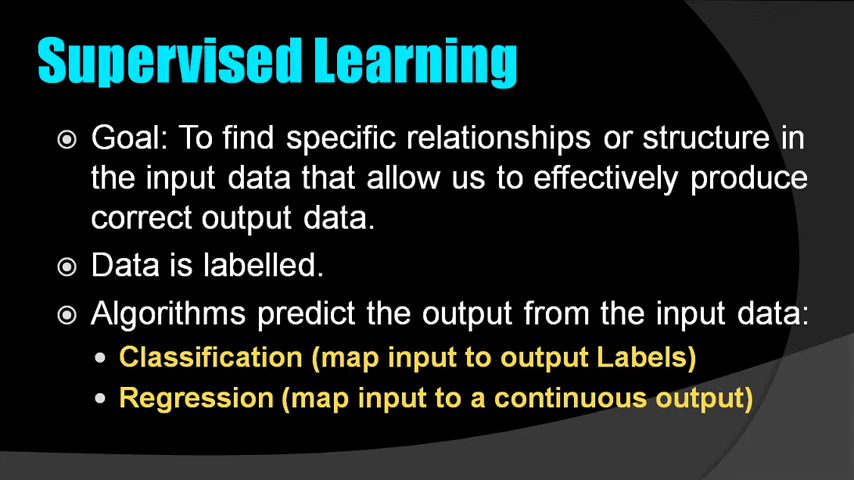 Supervised Learning
Goal: To find specific relationships or structure in
the input data that allow us to effectively produce
correct output data.
Data is labelled.
Algorithms predict the output from the input data:
Classification (map input to output Labels)
Regression (map input to a continuous output)